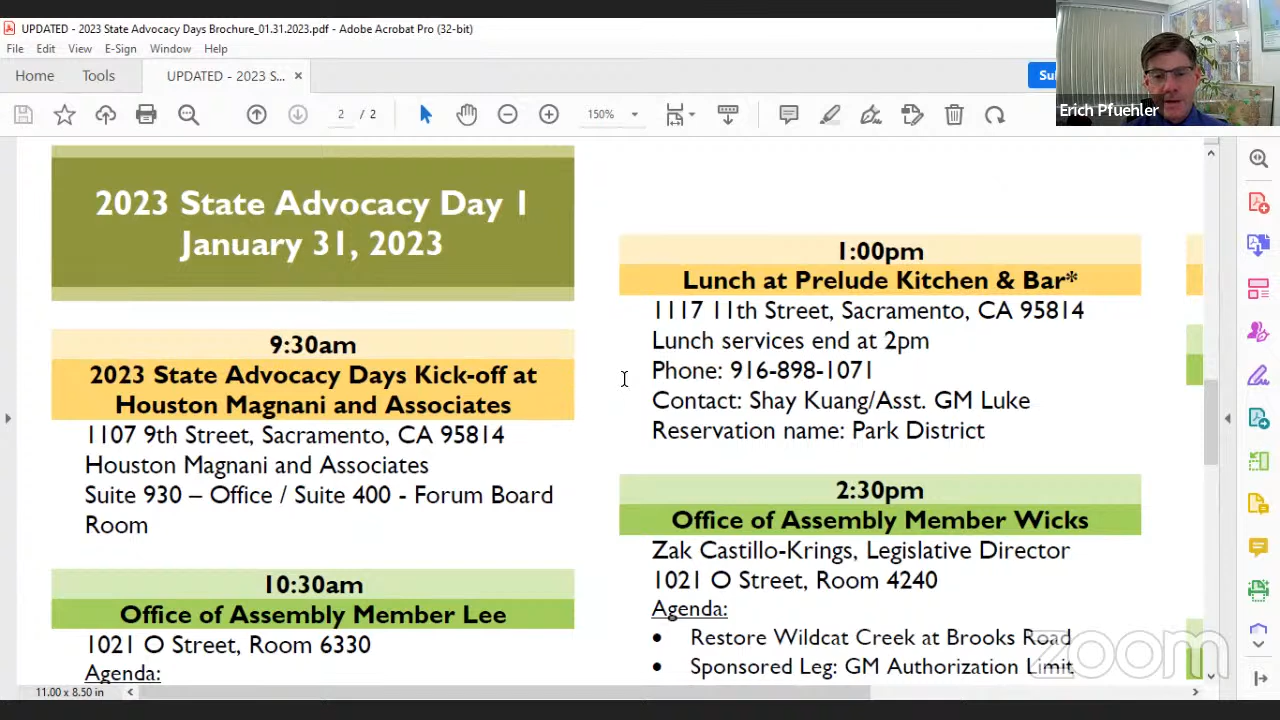 UPDATED - 2023 State Advocacy Days Brochure_01.31.2023.pdf - Adobe Acrobat Pro (32-bit)
File Edit View E-Sign Window Help
Home Tools UPDATED - 2023 S... ×
Su
Erich Pfuehler
2 / 2
150%
2023 State Advocacy Day 1
January 31, 2023
9:30am
2023 State Advocacy Days Kick-off at
Houston Magnani and Associates
1107 9th Street, Sacramento, CA 95814
Houston Magnani and Associates
Suite 930 – Office / Suite 400 - Forum Board
Room
10:30am
Office of Assembly Member Lee
1021 O Street, Room 6330
Agenda:
1:00pm
Lunch at Prelude Kitchen & Bar*
1117 11th Street, Sacramento, CA 95814
Lunch services end at 2pm
Phone: 916-898-1071
Contact: Shay Kuang/Asst. GM Luke
Reservation name: Park District
2:30pm
Office of Assembly Member Wicks
Zak Castillo-Krings, Legislative Director
1021 O Street, Room 4240
Agenda:
• Restore Wildcat Creek at Brooks Road
• Sponsored Leg: GM Authorization Limit
zoom
11.00 x 8.50 in